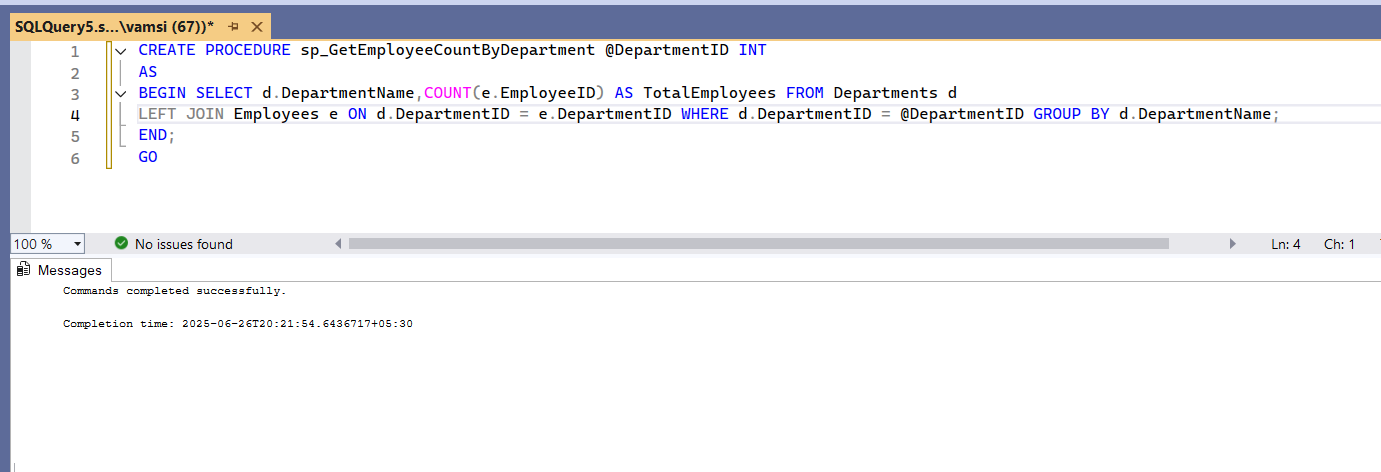 SQLQuery5.s...\vamsi (67))*
1 CREATE PROCEDURE sp_GetEmployeeCountByDepartment @DepartmentID INT
2 AS
3 BEGIN SELECT d.DepartmentName,COUNT(e.EmployeeID) AS TotalEmployees FROM Departments d
4 LEFT JOIN Employees e ON d.DepartmentID = e.DepartmentID WHERE d.DepartmentID = @DepartmentID GROUP BY d.DepartmentName;
5 END;
6 GO
100 % No issues found Ln: 4 Ch: 1
Messages
Commands completed successfully.
Completion time: 2025-06-26T20:21:54.6436717+05:30